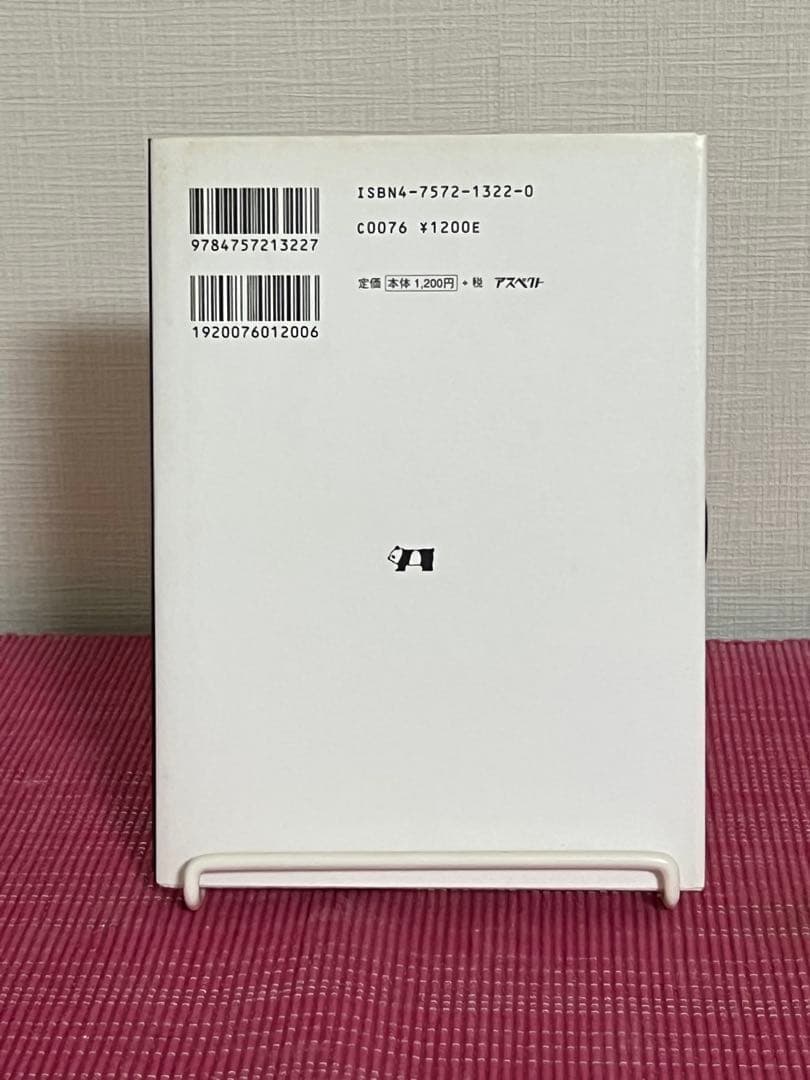 9784757213227
1920076012006
ISBN4-7572-1322-0
C0076 ¥1200E
定価 本体 1,200円 + 税 アスペクト